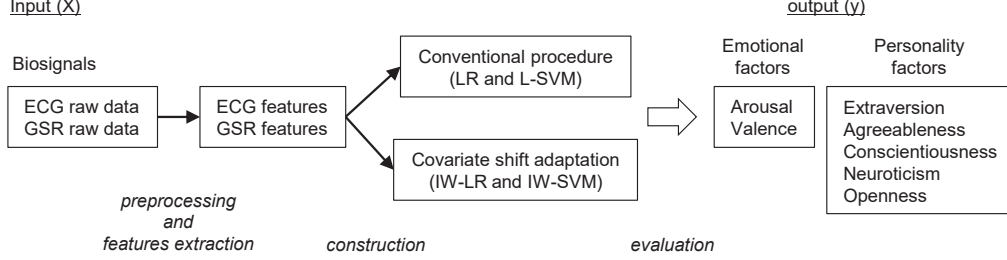 Input (X)
output (y)
Biosignals
ECG raw data
GSR raw data
ECG features
GSR features
Conventional procedure
(LR and L-SVM)
Covariate shift adaptation
(IW-LR and IW-SVM)
Emotional
factors
Arousal
Valence
Personality
factors
Extraversion
Agreeableness
Conscientiousness
Neuroticism
Openness
preprocessing
and
features extraction
construction
evaluation